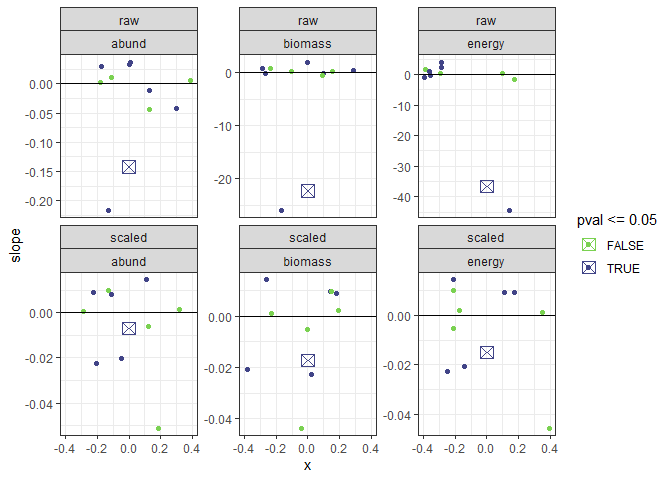 raw
raw
raw
abund
biomass
energy
0.00
-0.05
-0.10
-0.15
-0.20
0
-10
-20
0
-10
-20
-30
-40
slope
scaled
scaled
scaled
abund
biomass
energy
0.00
-0.02
-0.04
0.00
-0.02
-0.04
0.00
-0.02
-0.04
-0.4 -0.2 0.0 0.2 0.4
-0.4 -0.2 0.0 0.2 0.4
-0.4 -0.2 0.0 0.2 0.4
x
pval <= 0.05
FALSE
TRUE